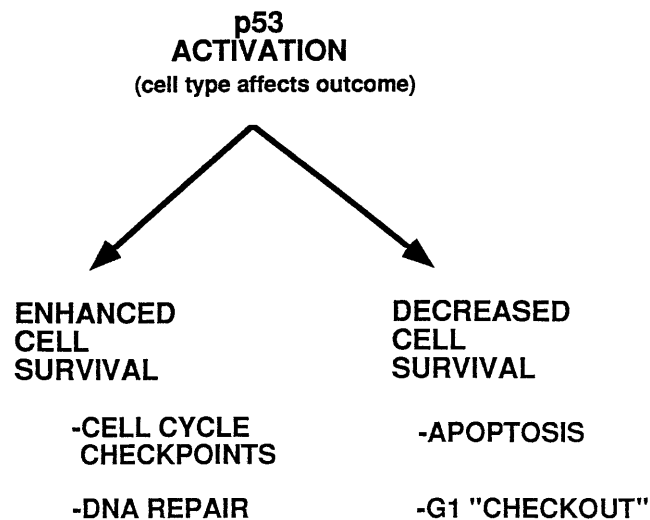 p53
ACTIVATION
(cell type affects outcome)
ENHANCED
CELL
SURVIVAL
-CELL CYCLE
CHECKPOINTS
-DNA REPAIR
DECREASED
CELL
SURVIVAL
-APOPTOSIS
-G1 "CHECKOUT"